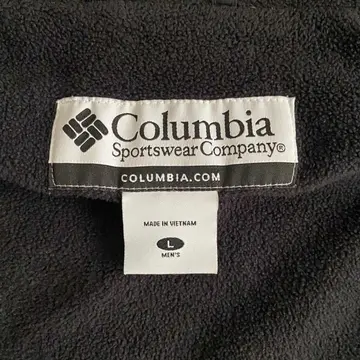 Columbia
Sportswear Company®
COLUMBIA.COM
MADE IN VIETNAM
L
MEN'S